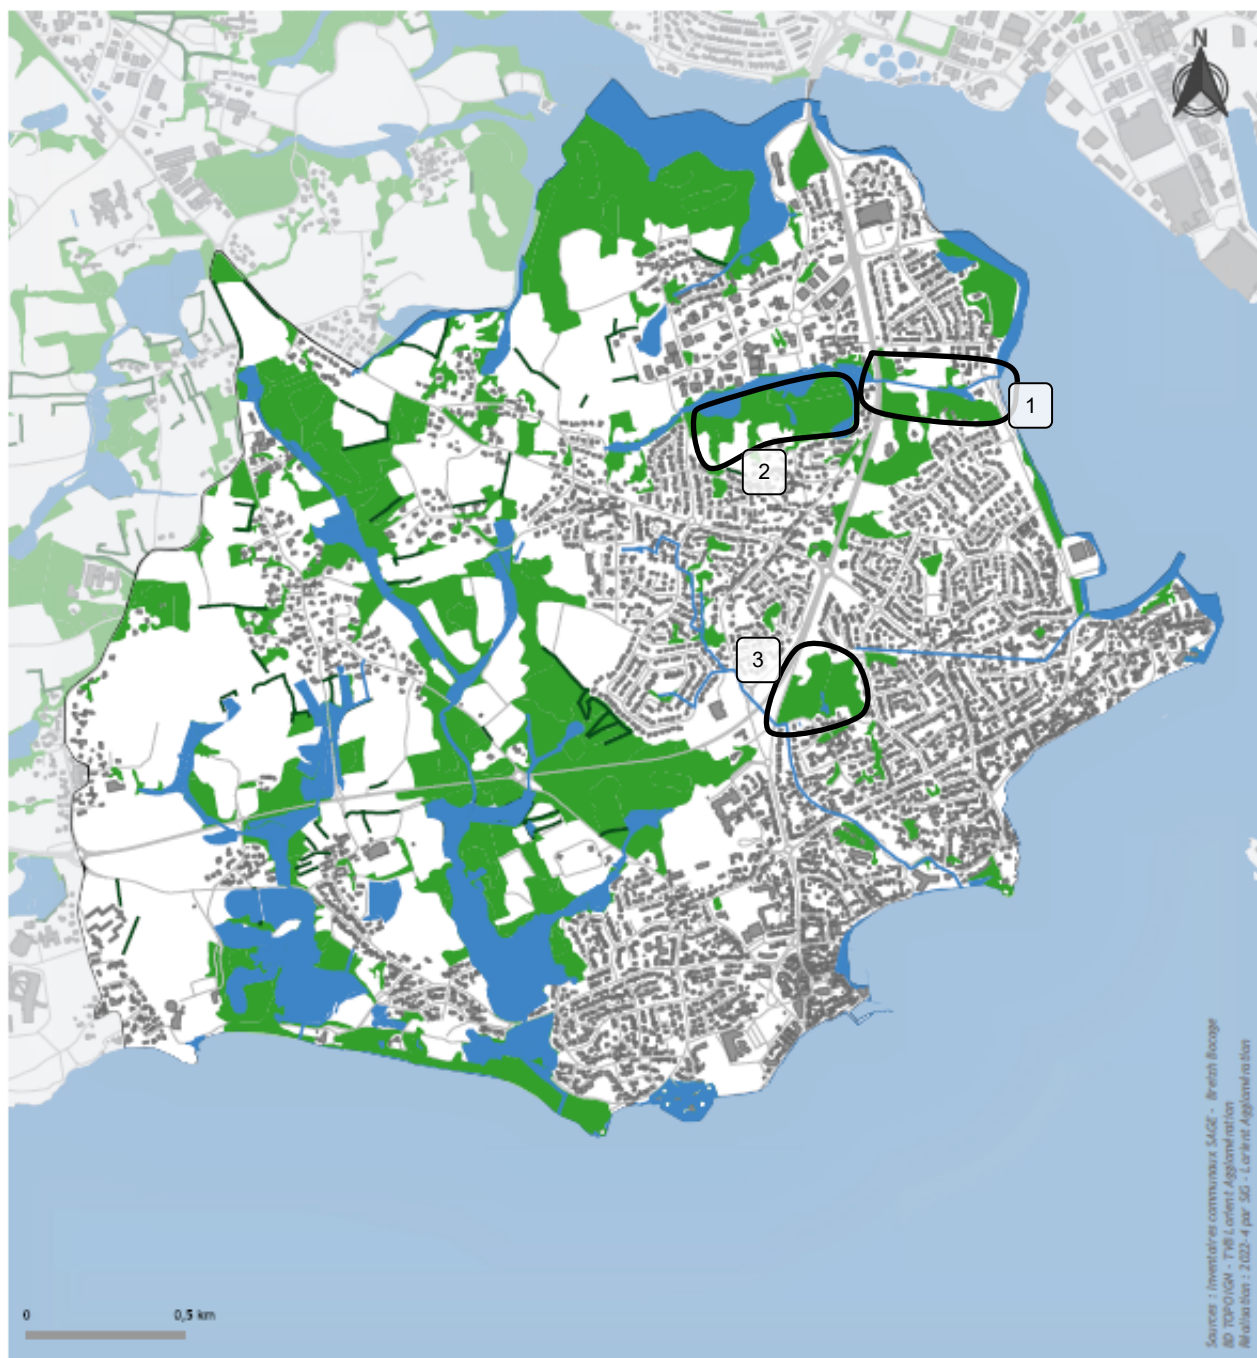 N
1
2
3
0 0,5 km
Sources : Inventaires communaux SAGE - Breizh Bocage
BD TOPO IGN - TVB Lorient Agglomération
Réalisation : 2022-4 par SIG - Lorient Agglomération